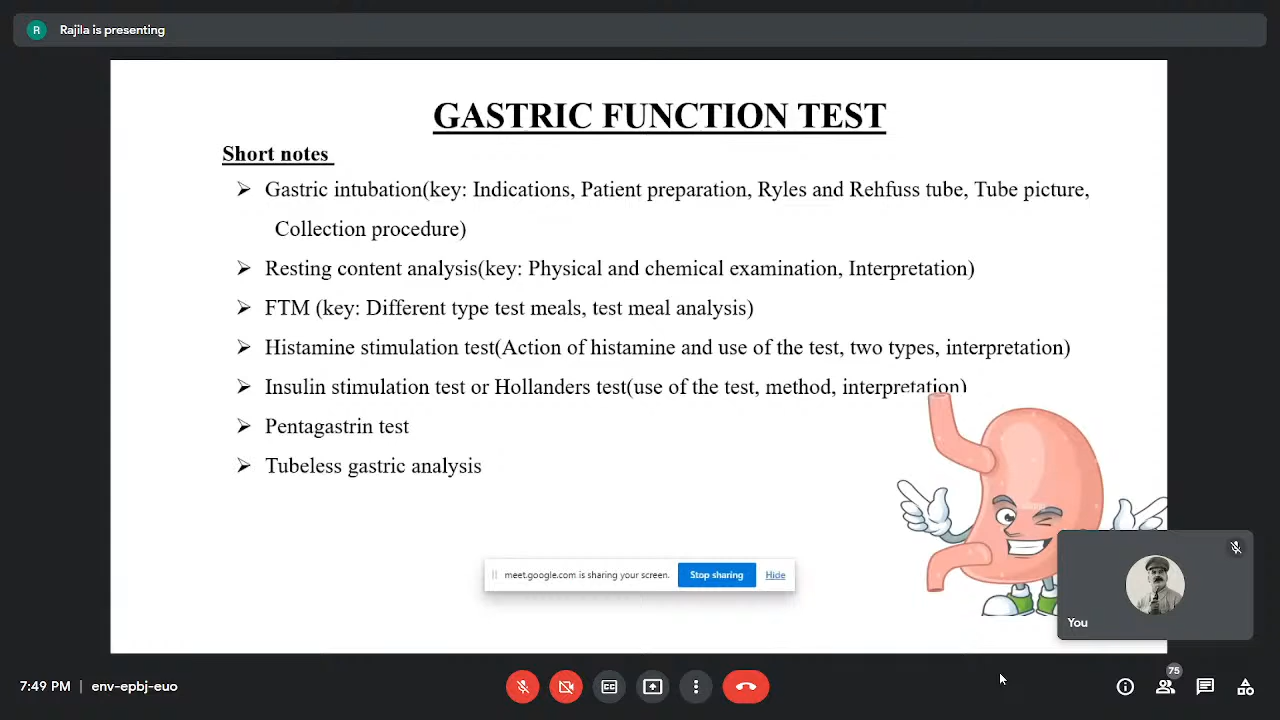 R Rajila is presenting
GASTRIC FUNCTION TEST
Short notes
➢ Gastric intubation(key: Indications, Patient preparation, Ryles and Rehfuss tube, Tube picture,
Collection procedure)
➢ Resting content analysis(key: Physical and chemical examination, Interpretation)
➢ FTM (key: Different type test meals, test meal analysis)
➢ Histamine stimulation test(Action of histamine and use of the test, two types, interpretation)
➢ Insulin stimulation test or Hollanders test(use of the test, method, interpretation)
➢ Pentagastrin test
➢ Tubeless gastric analysis
meet.google.com is sharing your screen. Stop sharing Hide
You
7:49 PM | env-epbj-euo
CC
75